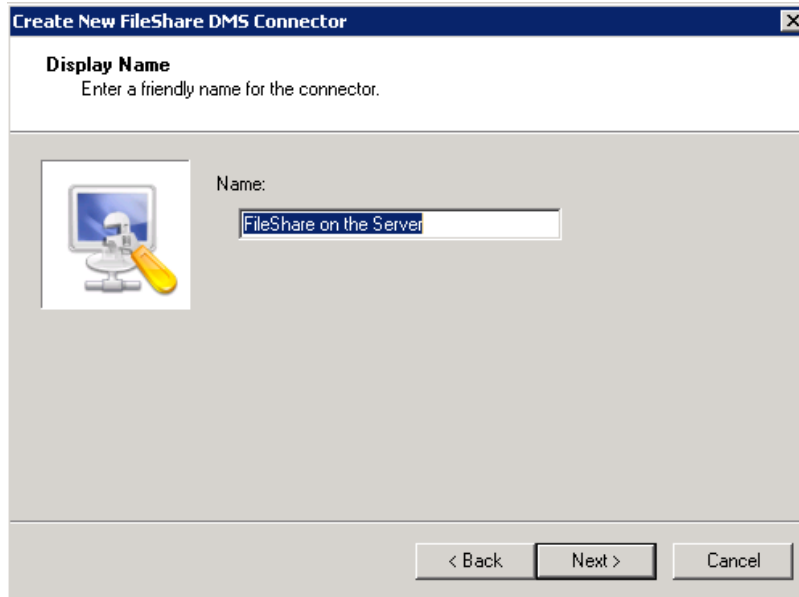 Create New FileShare DMS Connector
Display Name
Enter a friendly name for the connector.
Name:
FileShare on the Server
< Back
Next >
Cancel